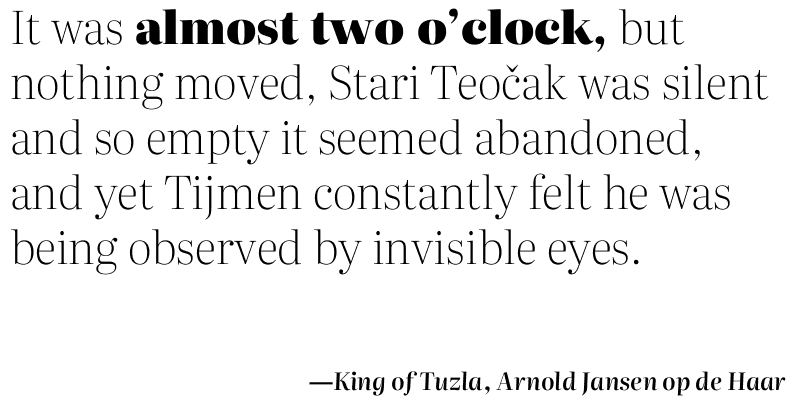 It was almost two o’clock, but
nothing moved, Stari Teočak was silent
and so empty it seemed abandoned,
and yet Tijmen constantly felt he was
being observed by invisible eyes.
—King of Tuzla, Arnold Jansen op de Haar